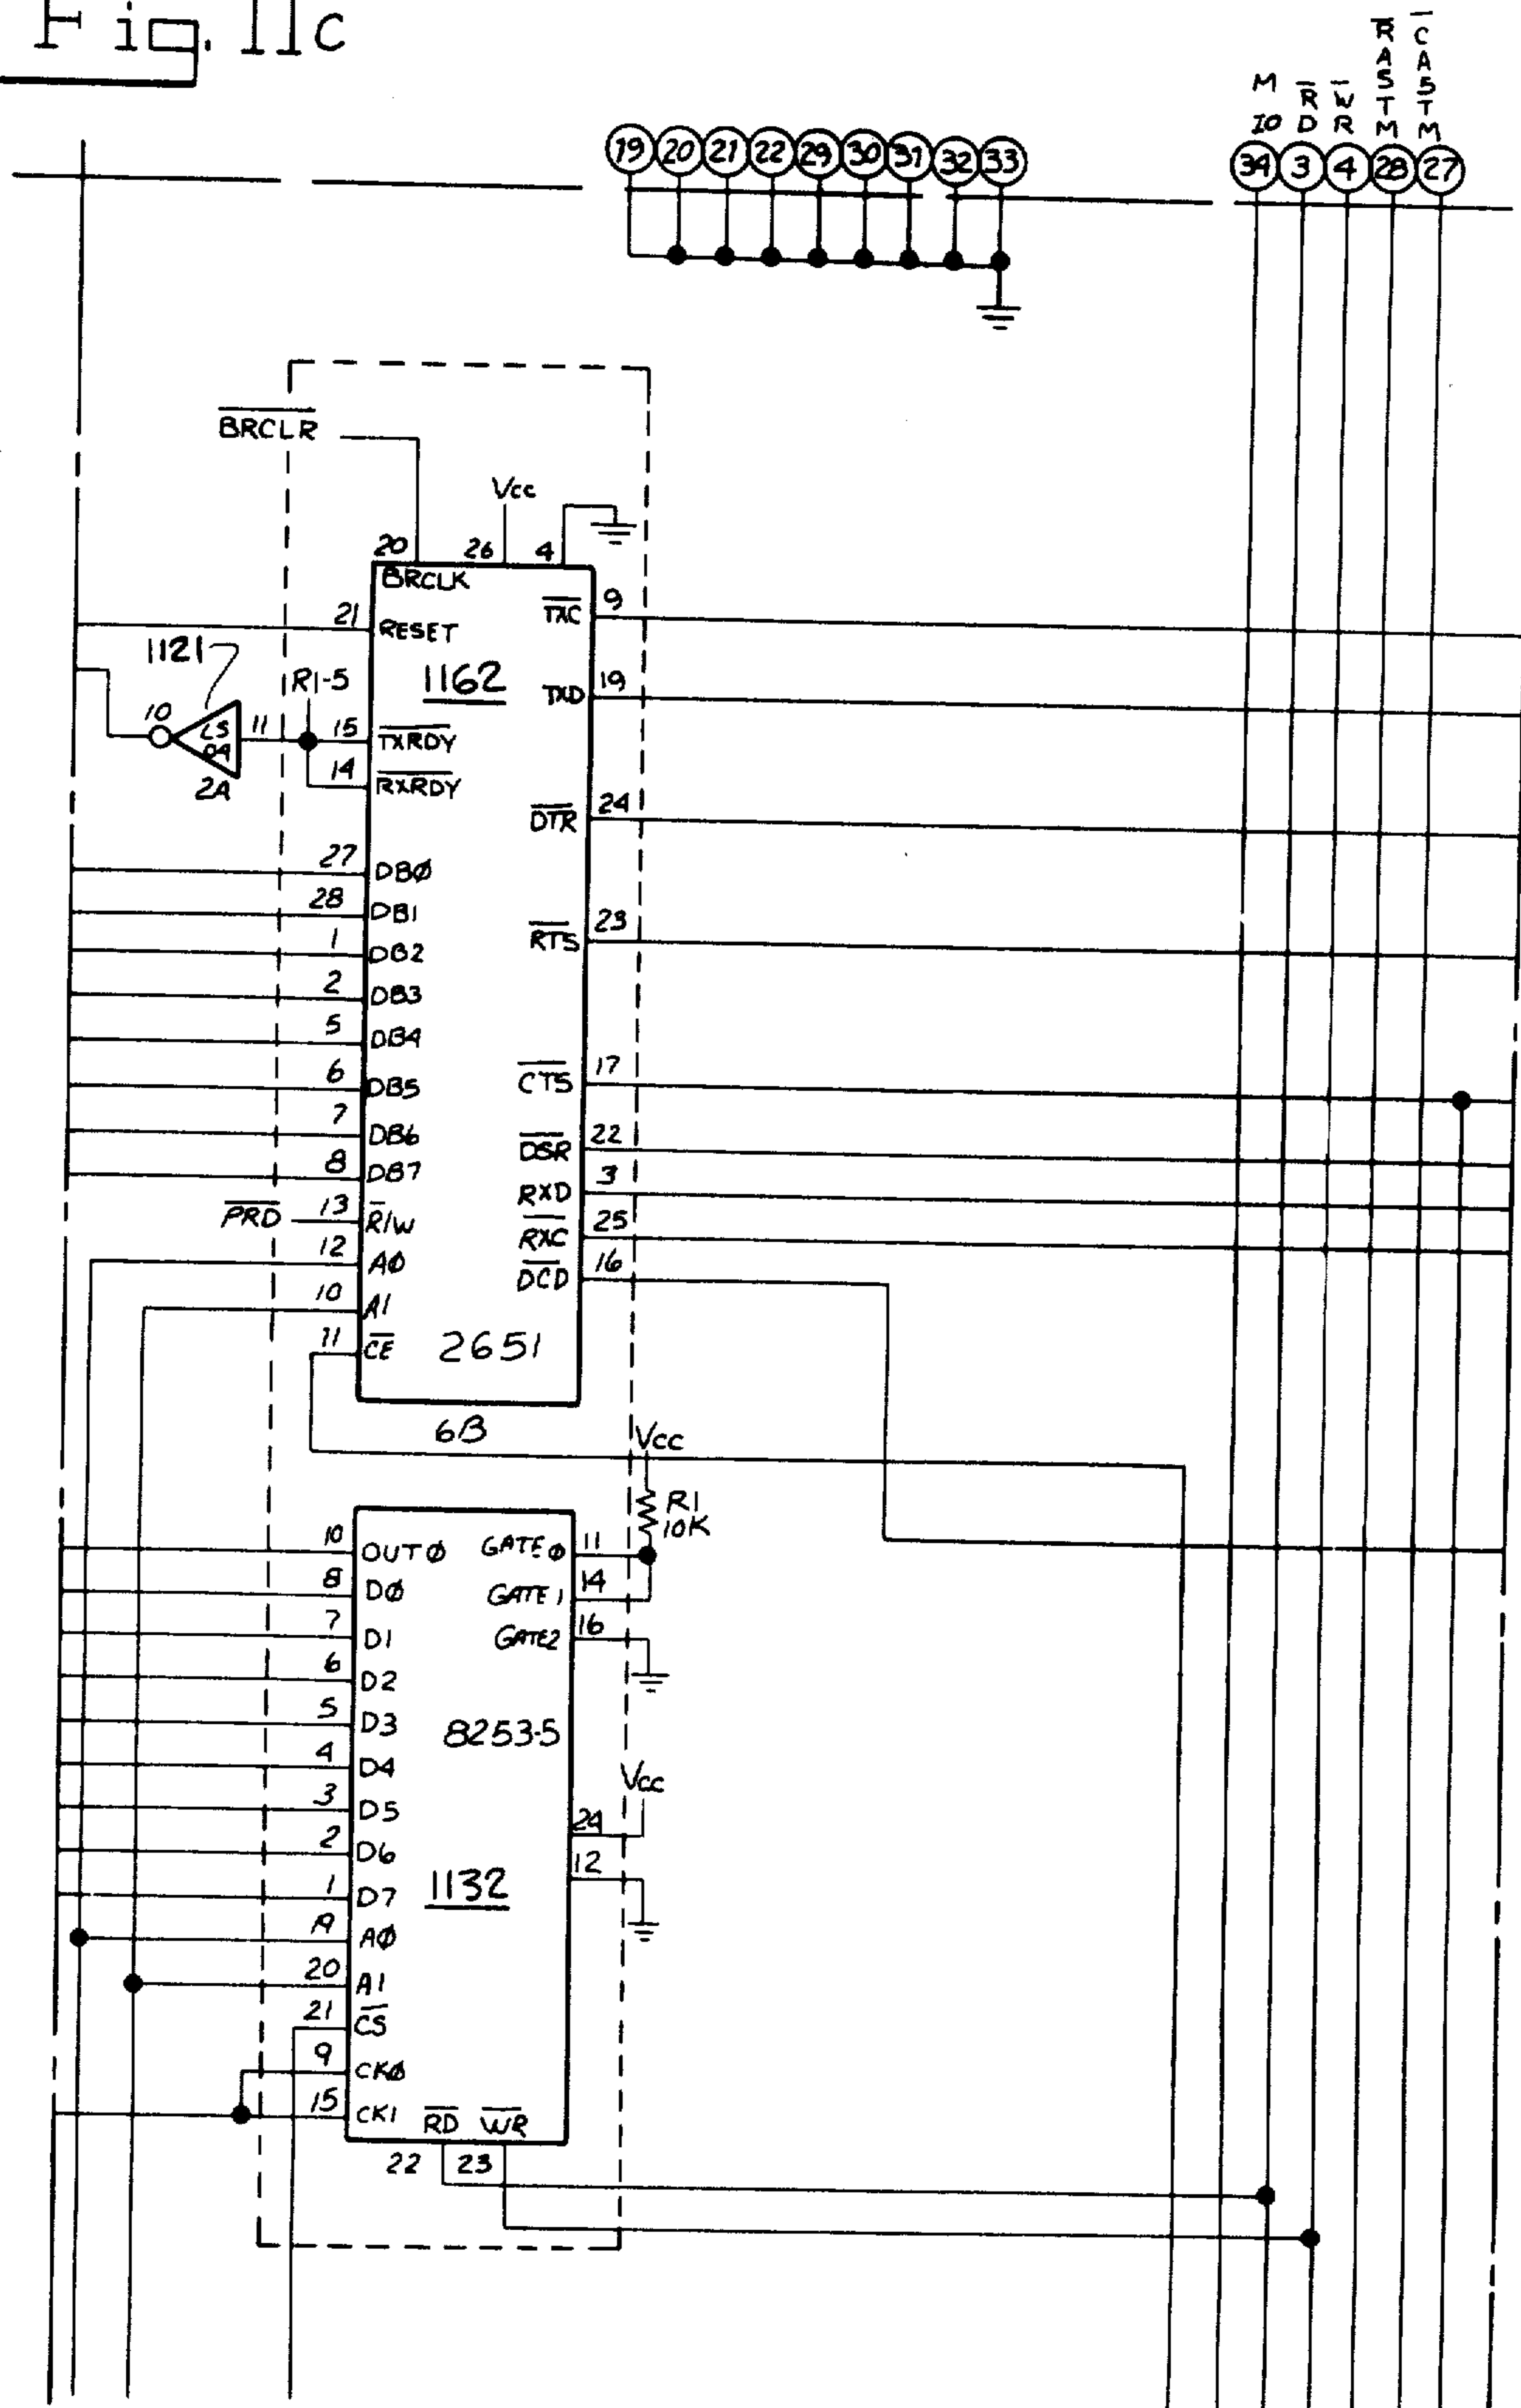 Fig. 11c
M IO
RD
WR
RASTM
CASTM
19 20 21 22 29 30 31 32 33
34 3 4 28 27
BRCLR
Vcc
20 26 4
BRCLK
21 RESET
TXC 9
1121
R1-5
1162
TXD 19
10 LS 04 11
2A
15 TXRDY
14 RXRDY
DTR 24
27 DBØ
28 DB1
RTS 23
1 DB2
2 DB3
5 DB4
6 DB5
CTS 17
7 DB6
DSR 22
8 DB7
RXD 3
PRD 13 R/W
RXC 25
12 AØ
DCD 16
10 A1
11 CE
2651
6B
Vcc
R1
10K
10 OUTØ GATEØ 11
8 DØ GATE1 14
7 D1 GATE2 16
6 D2
5 D3
8253-5
4 D4
Vcc
3 D5
24
2 D6
12
1 D7
1132
19 AØ
20 A1
21 CS
9 CKØ
15 CK1
RD WR
22 23